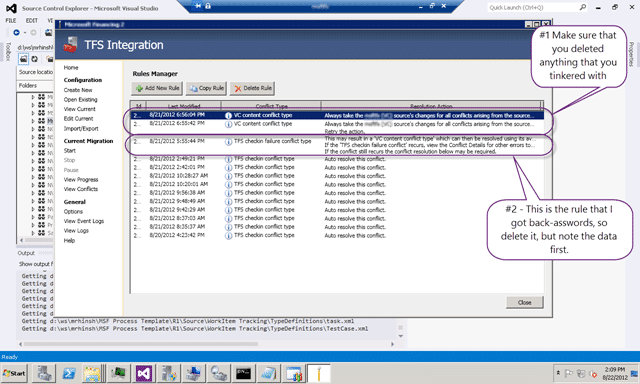 Source Control Explorer - Microsoft Visual Studio
Quick Launch (Ctrl+Q)
FILE
Source locatio
Folders
Toolbox
Properties
Microsoft Financing 2
TFS Integration
Home
Configuration
Create New
Open Existing
View Current
Edit Current
Import/Export
Current Migration
Start
Stop
Pause
View Progress
View Conflicts
General
Options
View Event Logs
View Logs
Help
Rules Manager
Add New Rule Copy Rule Delete Rule
Id Last Modified Conflict Type Resolution Action
2... 8/21/2012 6:56:04 PM VC content conflict type Always take the source's changes for all conflicts arising from the source...
2... 8/21/2012 6:55:42 PM VC content conflict type Always take the source's changes for all conflicts arising from the source...
Retry the action.
2... 8/21/2012 5:55:44 PM TFS checkin failure conflict type This may result in a 'VC content conflict type' which can then be resolved using its av...
If the "TFS checkin failure conflict" recurs, view the Conflict Details for other errors to...
If the conflict still recurs the conflict resolution below may be required.
2... 8/21/2012 2:49:21 PM TFS checkin conflict type Auto resolve this conflict.
2... 8/21/2012 2:42:01 PM TFS checkin conflict type Auto resolve this conflict.
2... 8/21/2012 10:28:27 AM TFS checkin conflict type Auto resolve this conflict.
2... 8/21/2012 10:20:01 AM TFS checkin conflict type Auto resolve this conflict.
2... 8/21/2012 9:56:38 AM TFS checkin conflict type Auto resolve this conflict.
2... 8/21/2012 9:48:49 AM TFS checkin conflict type Auto resolve this conflict.
2... 8/21/2012 9:42:29 AM TFS checkin conflict type Auto resolve this conflict.
2... 8/21/2012 8:37:03 AM TFS checkin conflict type Auto resolve this conflict.
2... 8/21/2012 8:35:37 AM TFS checkin conflict type Auto resolve this conflict.
2... 8/20/2012 4:23:42 PM TFS checkin conflict type Auto resolve this conflict.
Close
#1 Make sure
that you deleted
anything that you
tinkered with
#2 - This is the rule that I
got back-asswords, so
delete it, but note the data
first.
Output
Show output f
Getting d
Getting d
Getting d
Getting d
Getting d
Getting d:\ws\mrhinsh\MSF Process Template\R1\Source\WorkItem Tracking\TypeDefinitions\task.xml
Getting d:\ws\mrhinsh\MSF Process Template\R1\Source\WorkItem Tracking\TypeDefinitions\TestCase.xml
Ready
Start
2:09 PM
8/22/2012